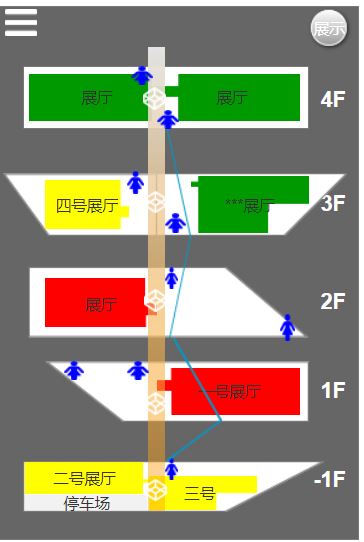 展示
展厅 展厅 4F
四号展厅 ***展厅 3F
展厅 2F
一号展厅 1F
二号展厅 -1F
停车场 三号